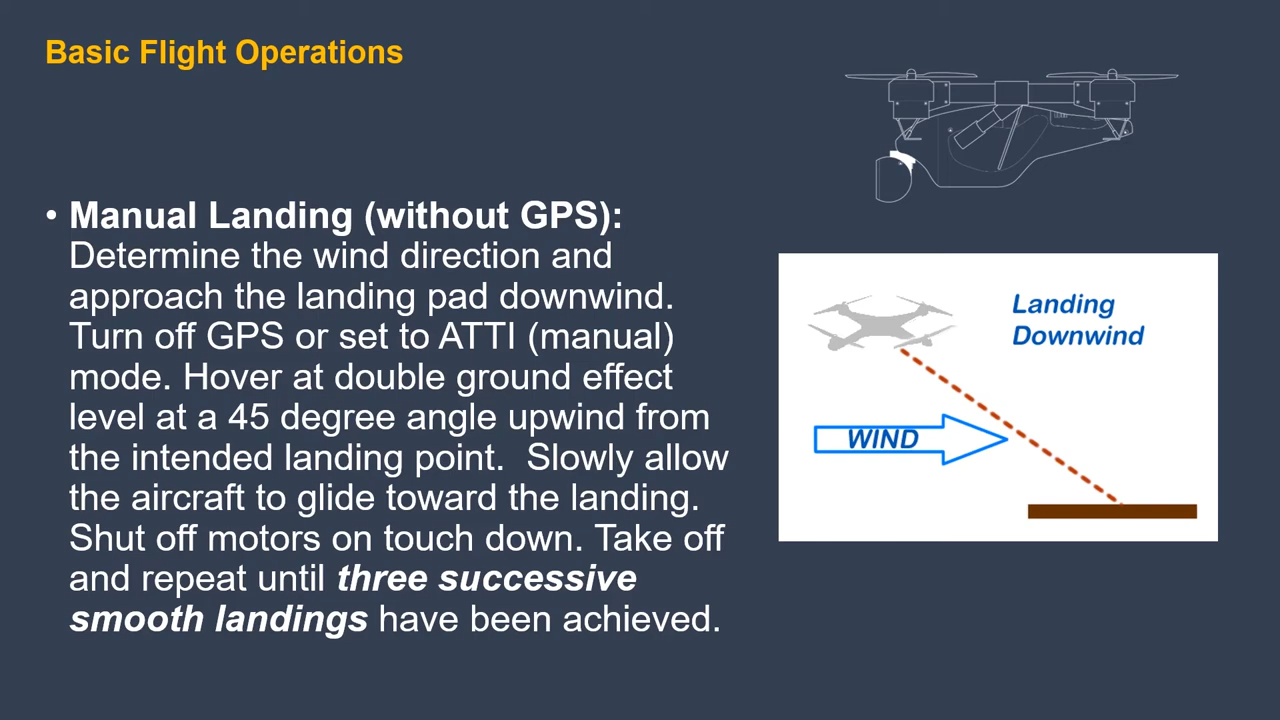 Basic Flight Operations
• Manual Landing (without GPS):
Determine the wind direction and
approach the landing pad downwind.
Turn off GPS or set to ATTI (manual)
mode. Hover at double ground effect
level at a 45 degree angle upwind from
the intended landing point.  Slowly allow
the aircraft to glide toward the landing.
Shut off motors on touch down. Take off
and repeat until three successive
smooth landings have been achieved.
Landing
Downwind
WIND